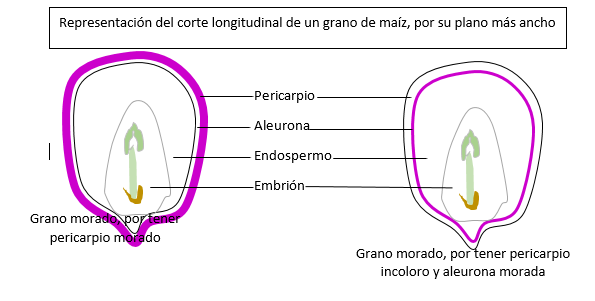 Representación del corte longitudinal de un grano de maíz, por su plano más ancho
Pericarpio
Aleurona
Endospermo
Embrión
Grano morado, por tener
pericarpio morado
Grano morado, por tener pericarpio
incoloro y aleurona morada